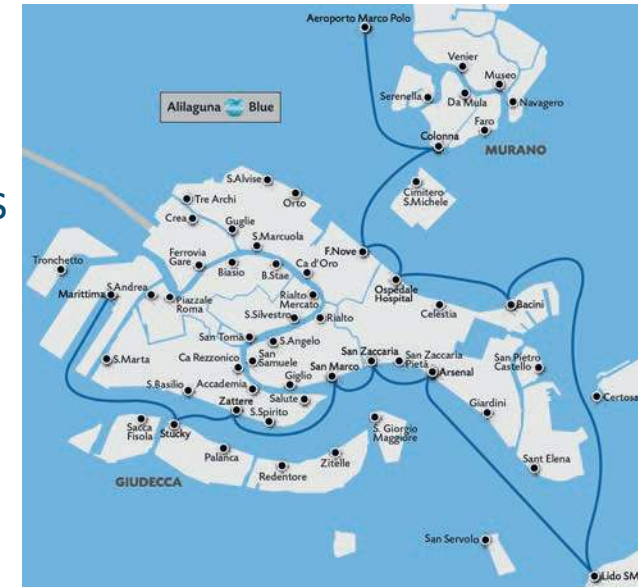 Aeroporto Marco Polo
Venier
Museo
Serenella
Da Mula
Navagero
Faro
Colonna
MURANO
Alilaguna Blue
S
S.Alvise
Cimitero
S.Michele
Tre Archi
Orto
Crea
Guglie
S.Marcuola
F.Nove
Ferrovia
Gare
Ca d'Oro
Tronchetto
Biasio
B.Stae
Ospedale
Hospital
Marittima
S.Andrea
Piazzale
Roma
Rialto
Mercato
Celestia
Bacini
S.Silvestro
Rialto
San Tomà
S.Angelo
S.Marta
Ca Rezzonico
San
Samuele
San Zaccaria
San Zaccaria
Pietà
San Pietro
Castello
San Marco
Arsenal
Giglio
S.Basilio
Accademia
Certosa
Zattere
Salute
Giardini
Sacca
Fisola
Stucky
S.Spirito
S. Giorgio
Maggiore
Palanca
Zitelle
Sant Elena
GIUDECCA
Redentore
San Servolo
Lido SM